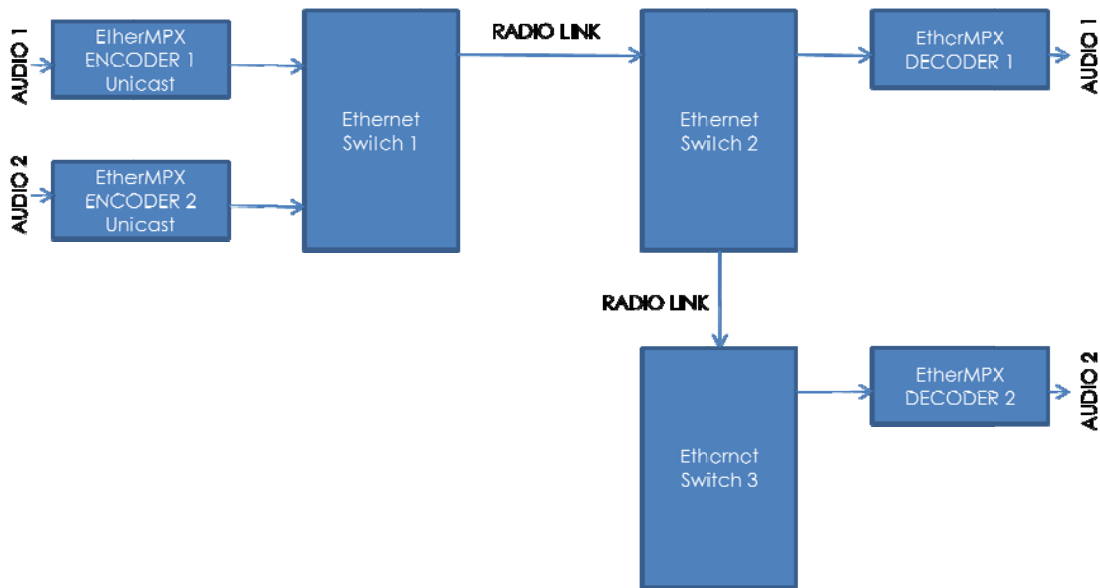 AUDIO 1
EtherMPX
ENCODER 1
Unicast
RADIO LINK
Ethernet
Switch 1
Ethernet
Switch 2
EtherMPX
DECODER 1
AUDIO 1
AUDIO 2
EtherMPX
ENCODER 2
Unicast
RADIO LINK
Ethernet
Switch 3
EtherMPX
DECODER 2
AUDIO 2